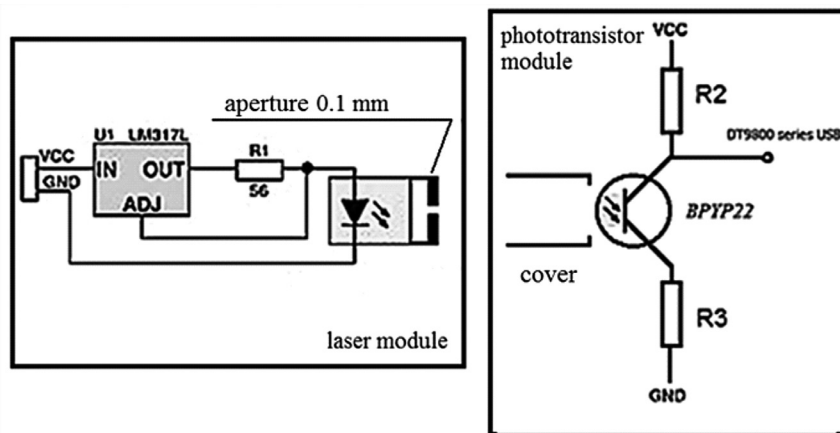 aperture 0.1 mm
U1 LM317L
VCC
GND
IN OUT
ADJ
R1
56
laser module
phototransistor
module
VCC
R2
DT9800 series USB
BPYP22
cover
R3
GND